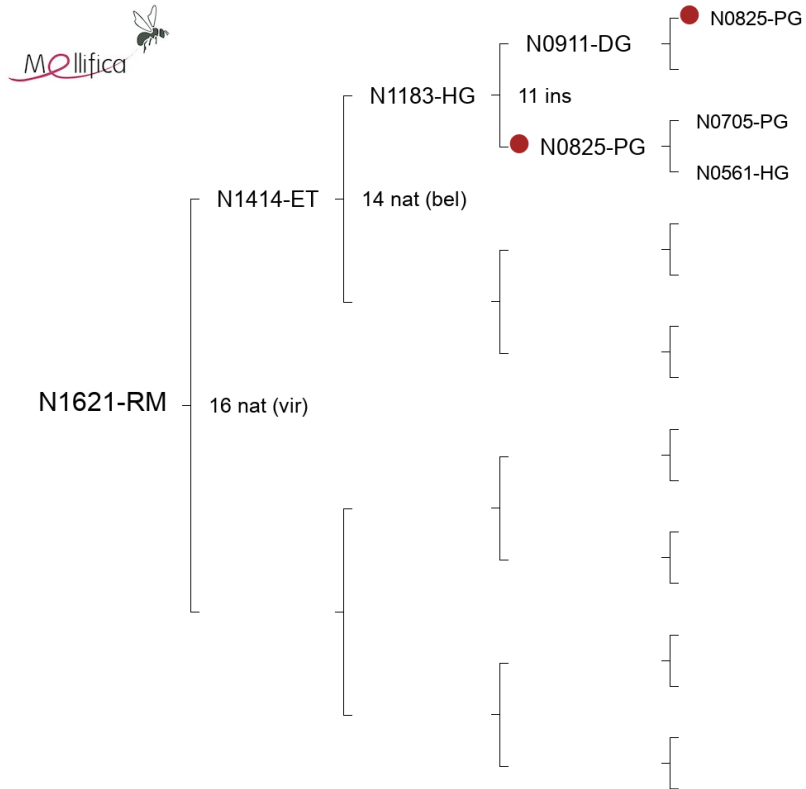 Mellifica
N0825-PG
N0911-DG
N1183-HG
11 ins
N0705-PG
N0825-PG
N0561-HG
N1414-ET
14 nat (bel)
N1621-RM
16 nat (vir)